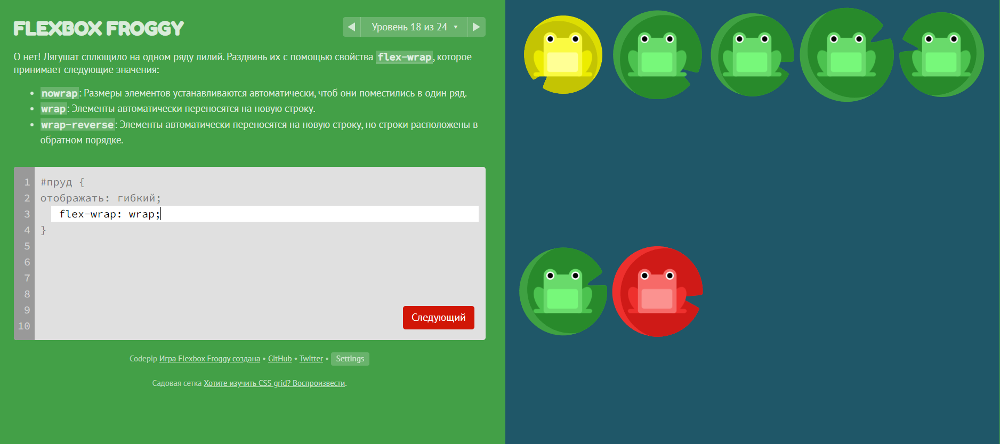 FLEXBOX FROGGY
Уровень 18 из 24
О нет! Лягушат сплющило на одном ряду лилий. Раздвинь их с помощью свойства flex-wrap, которое
принимает следующие значения:
• nowrap: Размеры элементов устанавливаются автоматически, чтоб они поместились в один ряд.
• wrap: Элементы автоматически переносятся на новую строку.
• wrap-reverse: Элементы автоматически переносятся на новую строку, но строки расположены в
обратном порядке.
1 #пруд {
2 отображать: гибкий;
3 flex-wrap: wrap;
4 }
5
6
7
8
9
10
Следующий
Codepip Игра Flexbox Froggy создана • GitHub • Twitter • Settings
Садовая сетка Хотите изучить CSS grid? Воспроизвести.